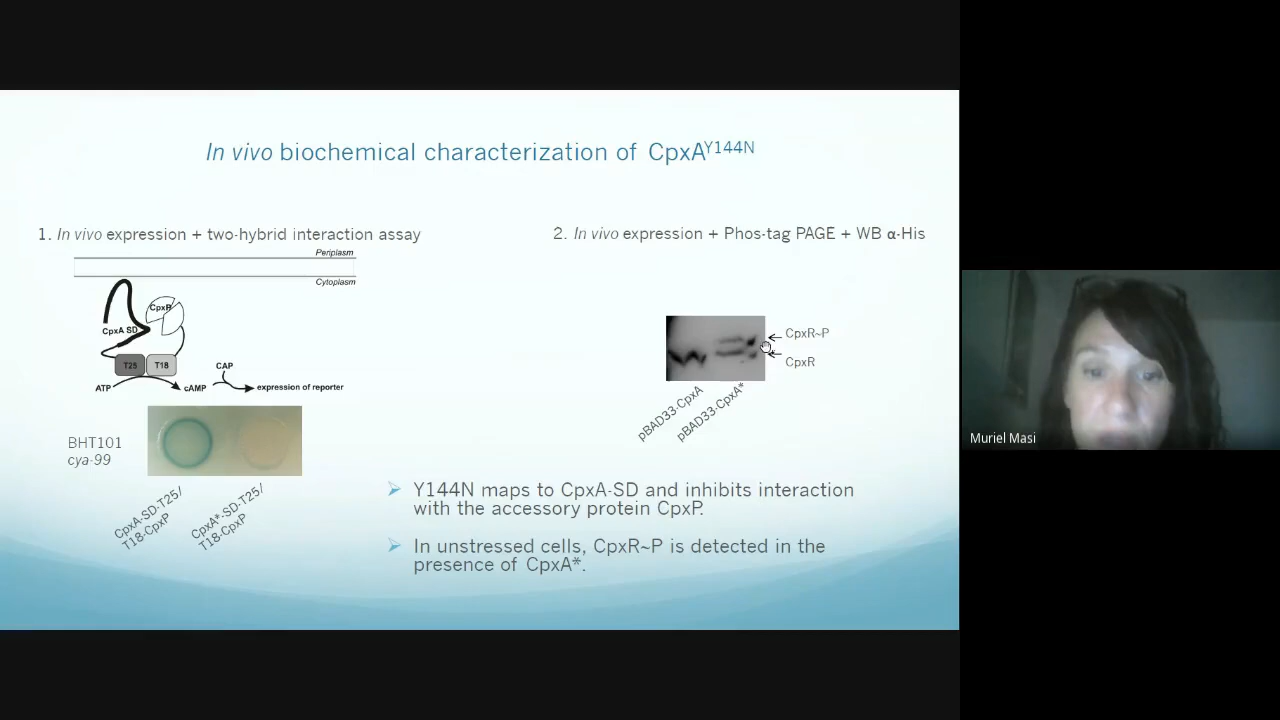 In vivo biochemical characterization of CpxAY144N
1. In vivo expression + two-hybrid interaction assay
Periplasm
Cytoplasm
CpxP
CpxA SD
T25
T18
CAP
ATP
cAMP
expression of reporter
BHT101
cya-99
CpxA-SD-T25/
T18-CpxP
CpxA*-SD-T25/
T18-CpxP
2. In vivo expression + Phos-tag PAGE + WB α-His
CpxR~P
CpxR
pBAD33-CpxA
pBAD33-CpxA*
Y144N maps to CpxA-SD and inhibits interaction
with the accessory protein CpxP.
In unstressed cells, CpxR~P is detected in the
presence of CpxA*.
Muriel Masi